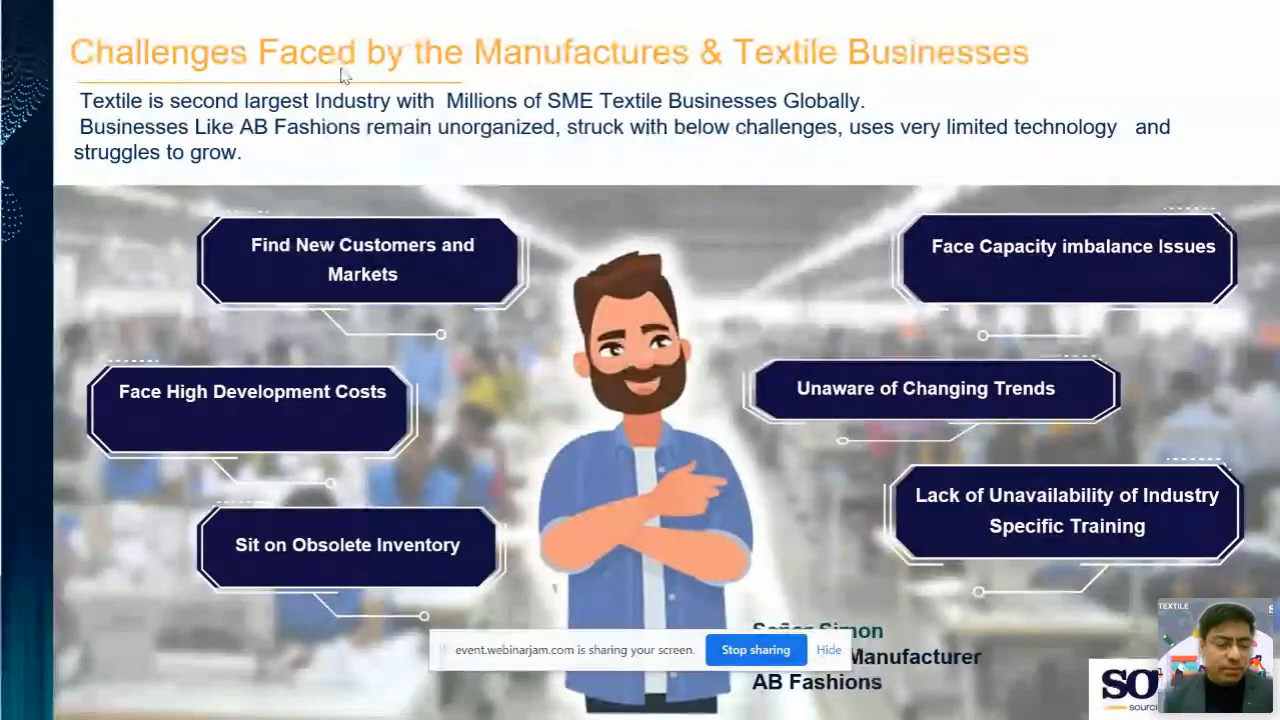 Challenges Faced by the Manufactures & Textile Businesses
Textile is second largest Industry with Millions of SME Textile Businesses Globally.
Businesses Like AB Fashions remain unorganized, struck with below challenges, uses very limited technology and
struggles to grow.
Find New Customers and
Markets
Face Capacity imbalance Issues
Face High Development Costs
Unaware of Changing Trends
Sit on Obsolete Inventory
Lack of Unavailability of Industry
Specific Training
Señor Simon
Manufacturer
AB Fashions
event.webinarjam.com is sharing your screen.
Stop sharing
Hide
TEXTILE
SO